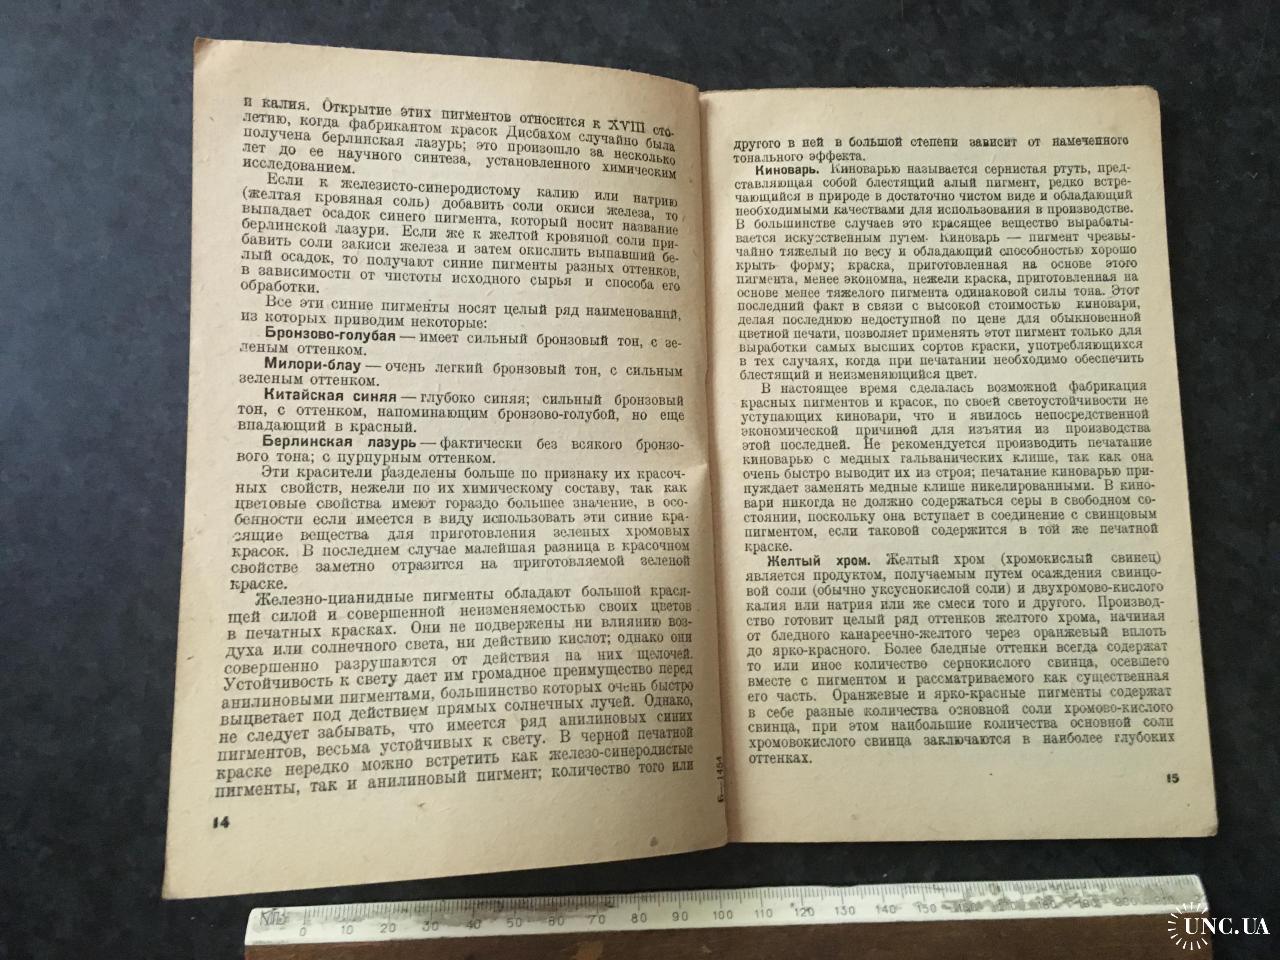 и калия. Открытие этих пигментов относится к XVIII сто-
летию, когда фабрикантом красок Дисбахом случайно была
получена берлинская лазурь; это произошло за несколько
лет до ее научного синтеза, установленного химическим
исследованием.
Если к железисто-синеродистому калию или натрию
(желтая кровяная соль) добавить соли окиси железа, то
выпадает осадок синего пигмента, который носит название
берлинской лазури. Если же к желтой кровяной соли при-
бавить соли закиси железа и затем окислить выпавший бе-
лый осадок, то получают синие пигменты разных оттенков,
в зависимости от чистоты исходного сырья и способа его
обработки.
Все эти синие пигменты носят целый ряд наименований,
из которых приводим некоторые:
Бронзово-голубая — имеет сильный бронзовый тон, с зе-
леным оттенком.
Милори-блау — очень легкий бронзовый тон, с сильным
зеленым оттенком.
Китайская синяя — глубоко синяя; сильный бронзовый
тон, с оттенком, напоминающим бронзово-голубой, но еще
впадающий в красный.
Берлинская лазурь — фактически без всякого бронзо-
вого тона; с пурпурным оттенком.
Эти красители разделены больше по признаку их красоч-
ных свойств, нежели по их химическому составу, так как
цветовые свойства имеют гораздо большее значение, в осо-
бенности если имеется в виду использовать эти синие кра-
сящие вещества для приготовления зеленых хромовых
красок. В последнем случае малейшая разница в красочном
свойстве заметно отразится на приготовляемой зеленой
краске.
Железно-цианидные пигменты обладают большой крася-
щей силой и совершенной неизменяемостью своих цветов
в печатных красках. Они не подвержены ни влиянию воз-
духа или солнечного света, ни действию кислот; однако они
совершенно разрушаются от действия на них щелочей.
Устойчивость к свету дает им громадное преимущество перед
анилиновыми пигментами, большинство которых очень быстро
выцветает под действием прямых солнечных лучей. Однако,
не следует забывать, что имеется ряд анилиновых синих
пигментов, весьма устойчивых к свету. В черной печатной
краске нередко можно встретить как железо-синеродистые
пигменты, так и анилиновый пигмент; количество того или
14
Б—1454
другого в ней в большой степени зависит от намеченного
тонального эффекта.
Киноварь. Киноварью называется сернистая ртуть, пред-
ставляющая собой блестящий алый пигмент, редко встре-
чающийся в природе в достаточно чистом виде и обладающий
необходимыми качествами для использования в производстве.
В большинстве случаев это красящее вещество вырабаты-
вается искусственным путем. Киноварь — пигмент чрезвы-
чайно тяжелый по весу и обладающий способностью хорошо
крыть форму; краска, приготовленная на основе этого
пигмента, менее экономна, нежели краска, приготовленная на
основе менее тяжелого пигмента одинаковой силы тона. Этот
последний факт в связи с высокой стоимостью киновари,
делая последнюю недоступной по цене для обыкновенной
цветной печати, позволяет применять этот пигмент только для
выработки самых высших сортов краски, употребляющихся
в тех случаях, когда при печатании необходимо обеспечить
блестящий и неизменяющийся цвет.
В настоящее время сделалась возможной фабрикация
красных пигментов и красок, по своей светоустойчивости не
уступающих киновари, что и явилось непосредственной
экономической причиной для изъятия из производства
этой последней. Не рекомендуется производить печатание
киноварью с медных гальванических клише, так как она
очень быстро выводит их из строя; печатание киноварью при-
нуждает заменять медные клише никелированными. В кино-
вари никогда не должно содержаться серы в свободном со-
стоянии, поскольку она вступает в соединение с свинцовым
пигментом, если таковой содержится в той же печатной
краске.
Желтый хром. Желтый хром (хромокислый свинец)
является продуктом, получаемым путем осаждения свинцо-
вой соли (обычно уксуснокислой соли) и двухромово-кислого
калия или натрия или же смеси того и другого. Производ-
ство готовит целый ряд оттенков желтого хрома, начиная
от бледного канареечно-желтого через оранжевый вплоть
до ярко-красного. Более бледные оттенки всегда содержат
то или иное количество сернокислого свинца, осевшего
вместе с пигментом и рассматриваемого как существенная
его часть. Оранжевые и ярко-красные пигменты содержат
в себе разные количества основной соли хромово-кислого
свинца, при этом наибольшие количества основной соли
хромовокислого свинца заключаются в наиболее глубоких
оттенках.
15
0 10 20 30 40 50 60 70 80 90 100 110 120 130 140 150
UNC.UA